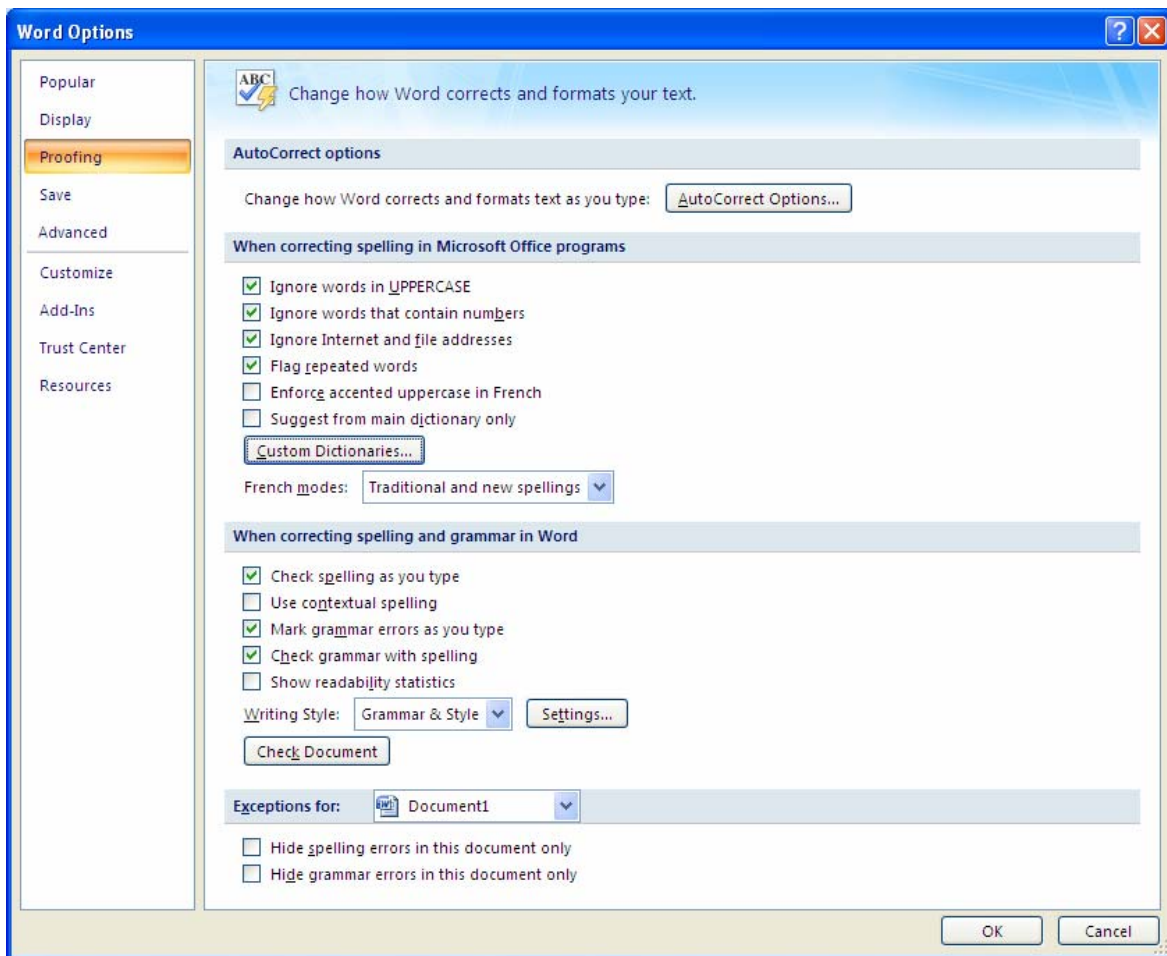 Word Options
Popular
Display
Proofing
Save
Advanced
Customize
Add-Ins
Trust Center
Resources
ABC
Change how Word corrects and formats your text.
AutoCorrect options
Change how Word corrects and formats text as you type: AutoCorrect Options...
When correcting spelling in Microsoft Office programs
Ignore words in UPPERCASE
Ignore words that contain numbers
Ignore Internet and file addresses
Flag repeated words
Enforce accented uppercase in French
Suggest from main dictionary only
Custom Dictionaries...
French modes: Traditional and new spellings
When correcting spelling and grammar in Word
Check spelling as you type
Use contextual spelling
Mark grammar errors as you type
Check grammar with spelling
Show readability statistics
Writing Style: Grammar & Style Settings...
Check Document
Exceptions for: Document1
Hide spelling errors in this document only
Hide grammar errors in this document only
OK Cancel